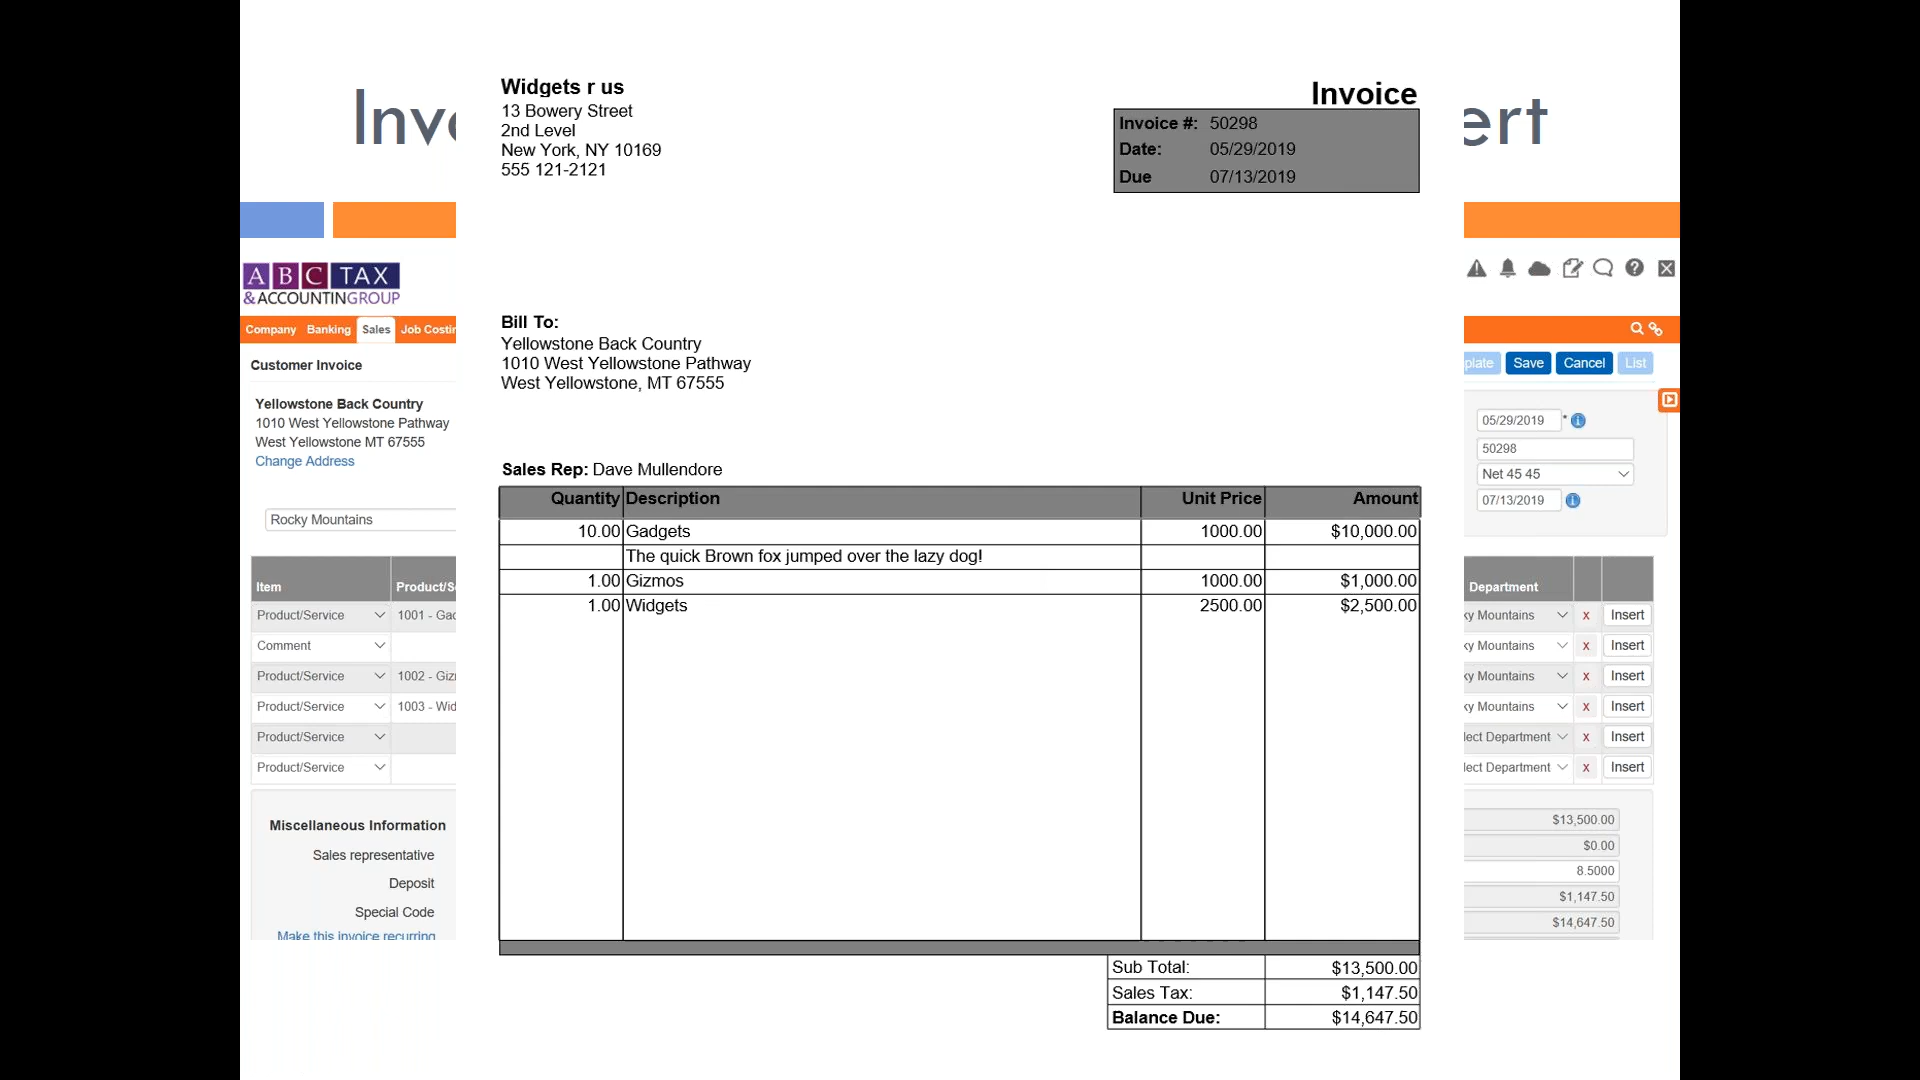 Widgets r us
13 Bowery Street
2nd Level
New York, NY 10169
555 121-2121
Invoice
Invoice #: 50298
Date: 05/29/2019
Due 07/13/2019
ABC TAX
& ACCOUNTINGGROUP
Company Banking Sales Job Costin
Customer Invoice
Yellowstone Back Country
1010 West Yellowstone Pathway
West Yellowstone MT 67555
Change Address
Rocky Mountains
Item Product/S
Product/Service 1001 - Gad
Comment
Product/Service 1002 - Giz
Product/Service 1003 - Wid
Product/Service
Product/Service
Miscellaneous Information
Sales representative
Deposit
Special Code
Make this invoice recurring
Bill To:
Yellowstone Back Country
1010 West Yellowstone Pathway
West Yellowstone, MT 67555
Sales Rep: Dave Mullendore
Quantity Description Unit Price Amount
10.00 Gadgets 1000.00 $10,000.00
The quick Brown fox jumped over the lazy dog!
1.00 Gizmos 1000.00 $1,000.00
1.00 Widgets 2500.00 $2,500.00
Sub Total: $13,500.00
Sales Tax: $1,147.50
Balance Due: $14,647.50
plate Save Cancel List
05/29/2019 *
50298
Net 45 45
07/13/2019
Department
ky Mountains x Insert
ky Mountains x Insert
ky Mountains x Insert
ky Mountains x Insert
lect Department x Insert
lect Department x Insert
$13,500.00
$0.00
8.5000
$1,147.50
$14,647.50